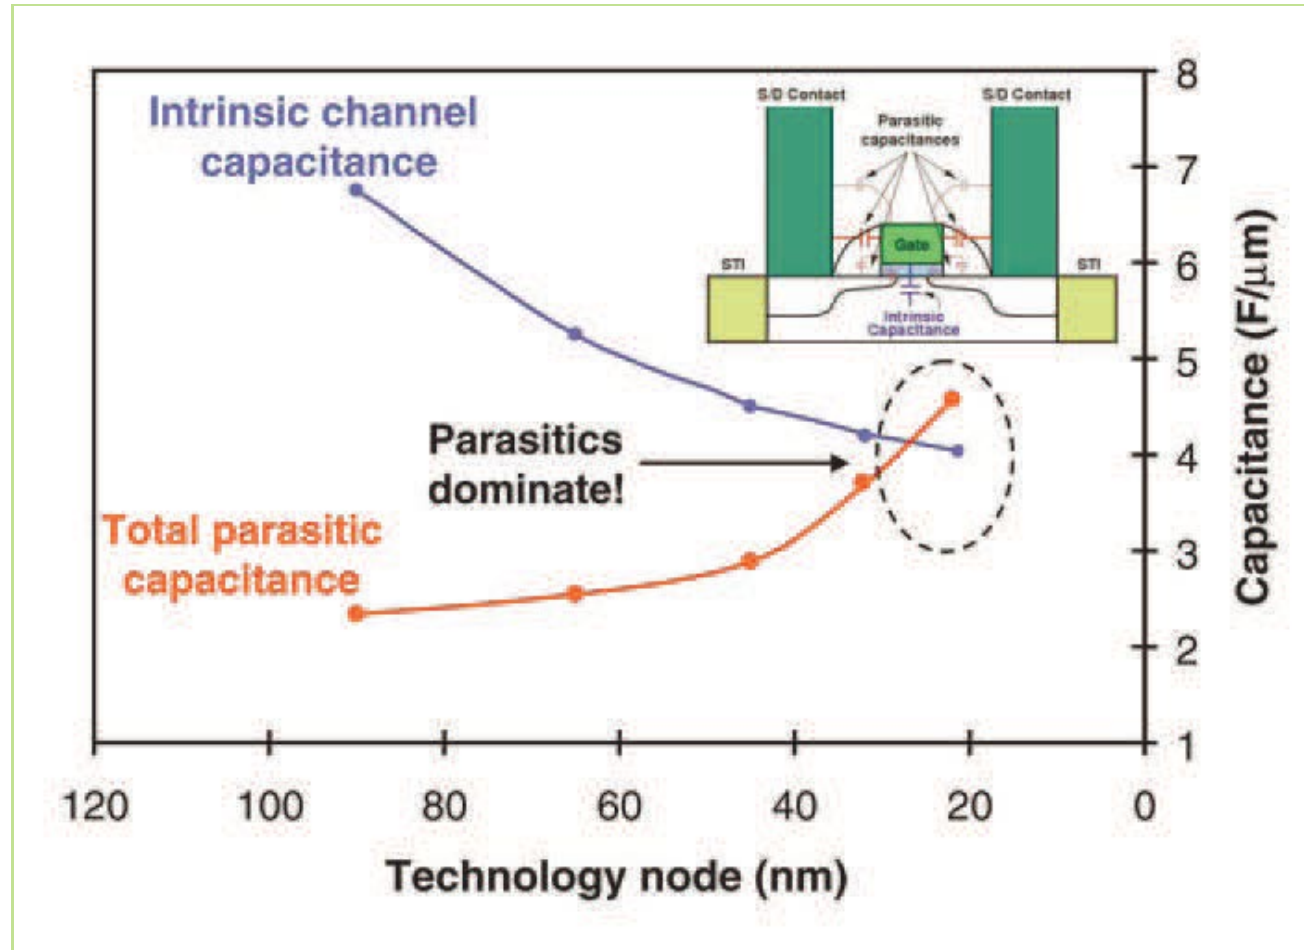 Intrinsic channel
capacitance
S/D Contact
S/D Contact
Parasitic
capacitances
Gate
STI
STI
Intrinsic
Capacitance
Parasitics
dominate!
Total parasitic
capacitance
8
7
6
5
4
3
2
1
Capacitance (F/μm)
120 100 80 60 40 20 0
Technology node (nm)